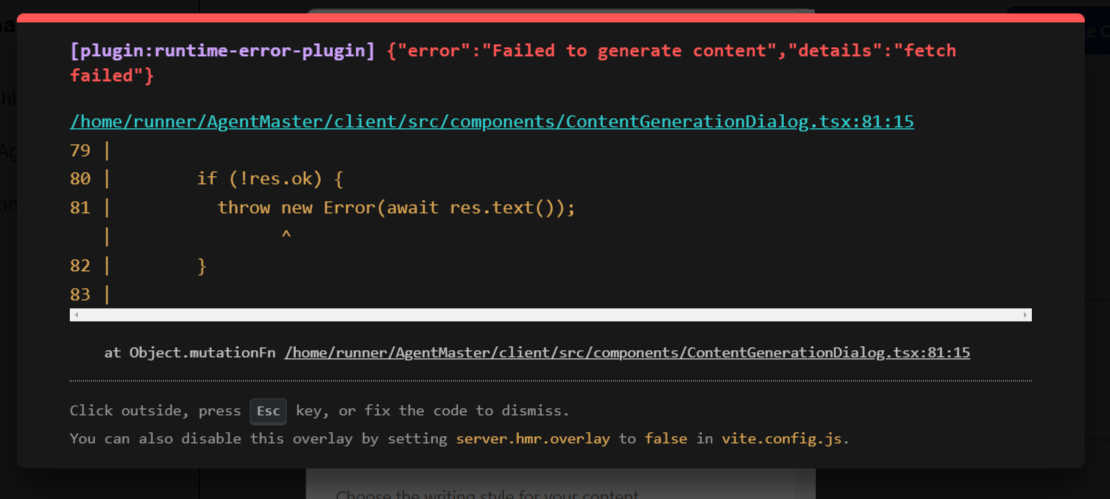 [plugin:runtime-error-plugin] {"error":"Failed to generate content","details":"fetch
failed"}
/home/runner/AgentMaster/client/src/components/ContentGenerationDialog.tsx:81:15
79 |
80 |        if (!res.ok) {
81 |          throw new Error(await res.text());
   |                ^
82 |        }
83 |
at Object.mutationFn /home/runner/AgentMaster/client/src/components/ContentGenerationDialog.tsx:81:15
Click outside, press Esc key, or fix the code to dismiss.
You can also disable this overlay by setting server.hmr.overlay to false in vite.config.js.
Choose the writing style for your content